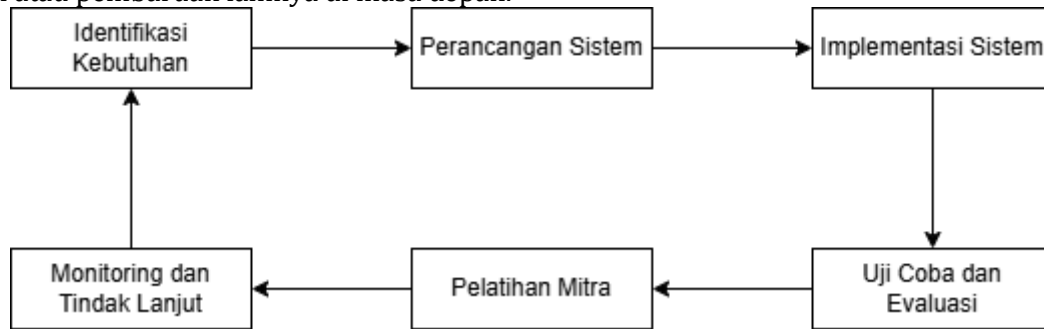 Identifikasi
Kebutuhan
Perancangan Sistem
Implementasi Sistem
Uji Coba dan
Evaluasi
Pelatihan Mitra
Monitoring dan
Tindak Lanjut